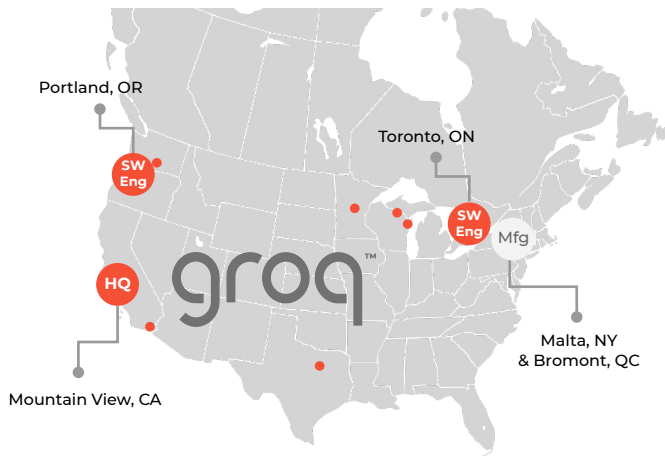 Portland, OR
SW
Eng
Toronto, ON
SW
Eng
Mfg
HQ
groq™
Malta, NY
& Bromont, QC
Mountain View, CA